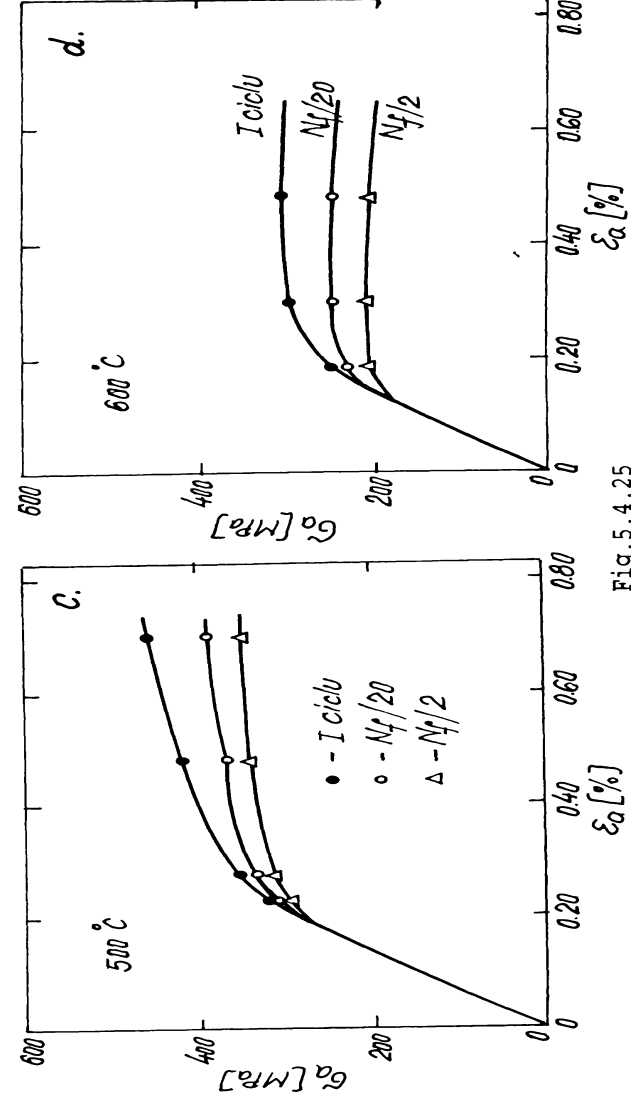 c.
500°C
600
400
200
0
σa [MPa]
0
0.20
0.40
0.60
0.80
εa [%]
● - I ciclu
○ - Nf/20
△ - Nf/2
d.
600°C
I ciclu
Nf/20
Nf/2
600
400
200
0
σa [MPa]
0
0.20
0.40
0.60
0.80
εa [%]
Fig.5.4.25